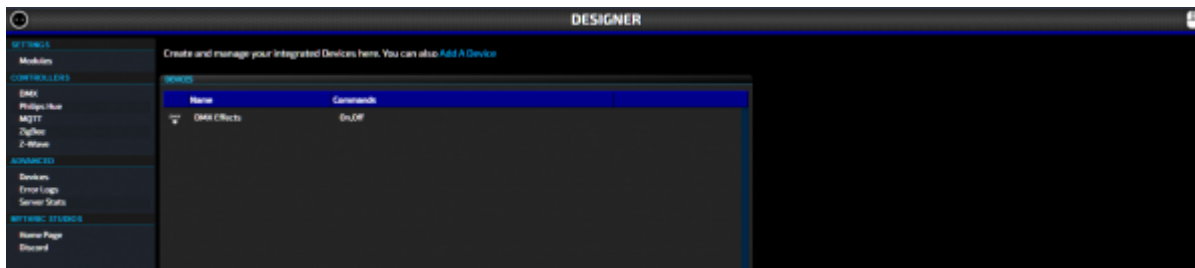 DESIGNER
SETTINGS
Modules
CONTROLLERS
DMX
Philips Hue
MQTT
ZigBee
Z-Wave
ADVANCED
Devices
Error Logs
Server Stats
MYTHRIC STUDIOS
Home Page
Discord
Create and manage your integrated Devices here. You can also Add A Device
DEVICES
Name Commands
DMX Effects On,Off